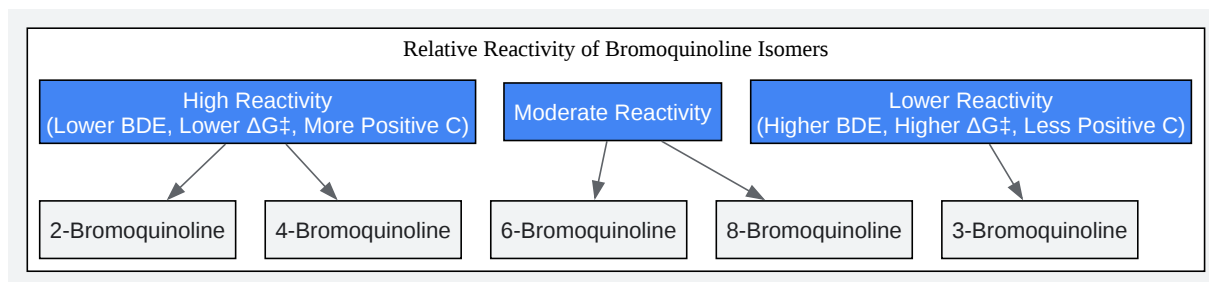 Relative Reactivity of Bromoquinoline Isomers
High Reactivity
(Lower BDE, Lower ΔG‡, More Positive C)
Moderate Reactivity
Lower Reactivity
(Higher BDE, Higher ΔG‡, Less Positive C)
2-Bromoquinoline
4-Bromoquinoline
6-Bromoquinoline
8-Bromoquinoline
3-Bromoquinoline